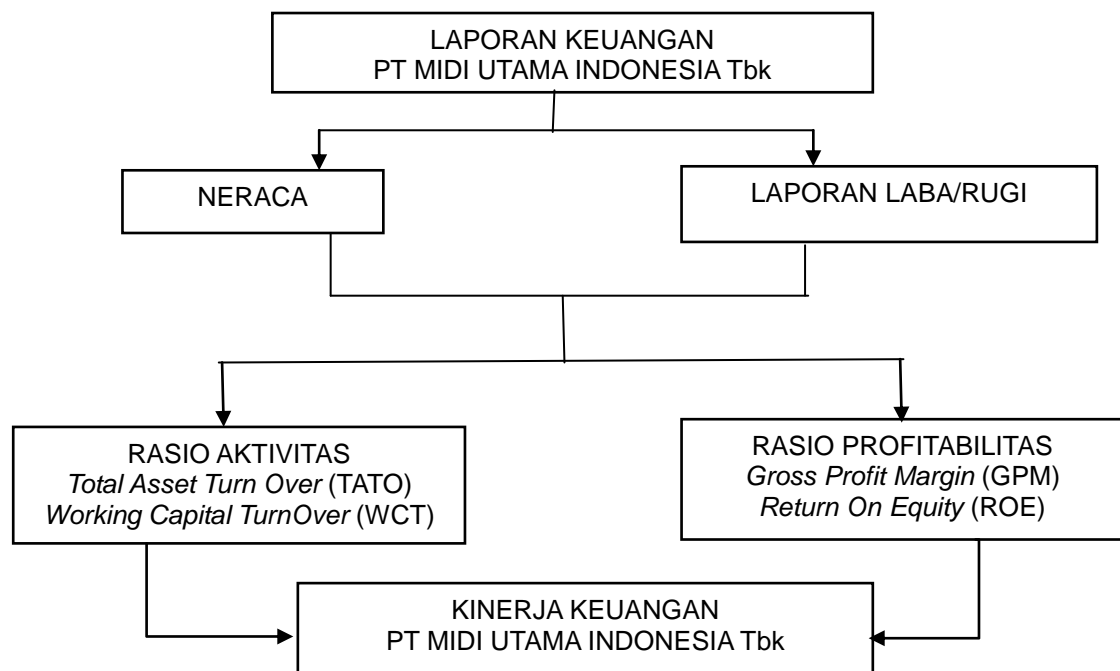 LAPORAN KEUANGAN
PT MIDI UTAMA INDONESIA Tbk
NERACA
LAPORAN LABA/RUGI
RASIO AKTIVITAS
Total Asset Turn Over (TATO)
Working Capital TurnOver (WCT)
RASIO PROFITABILITAS
Gross Profit Margin (GPM)
Return On Equity (ROE)
KINERJA KEUANGAN
PT MIDI UTAMA INDONESIA Tbk